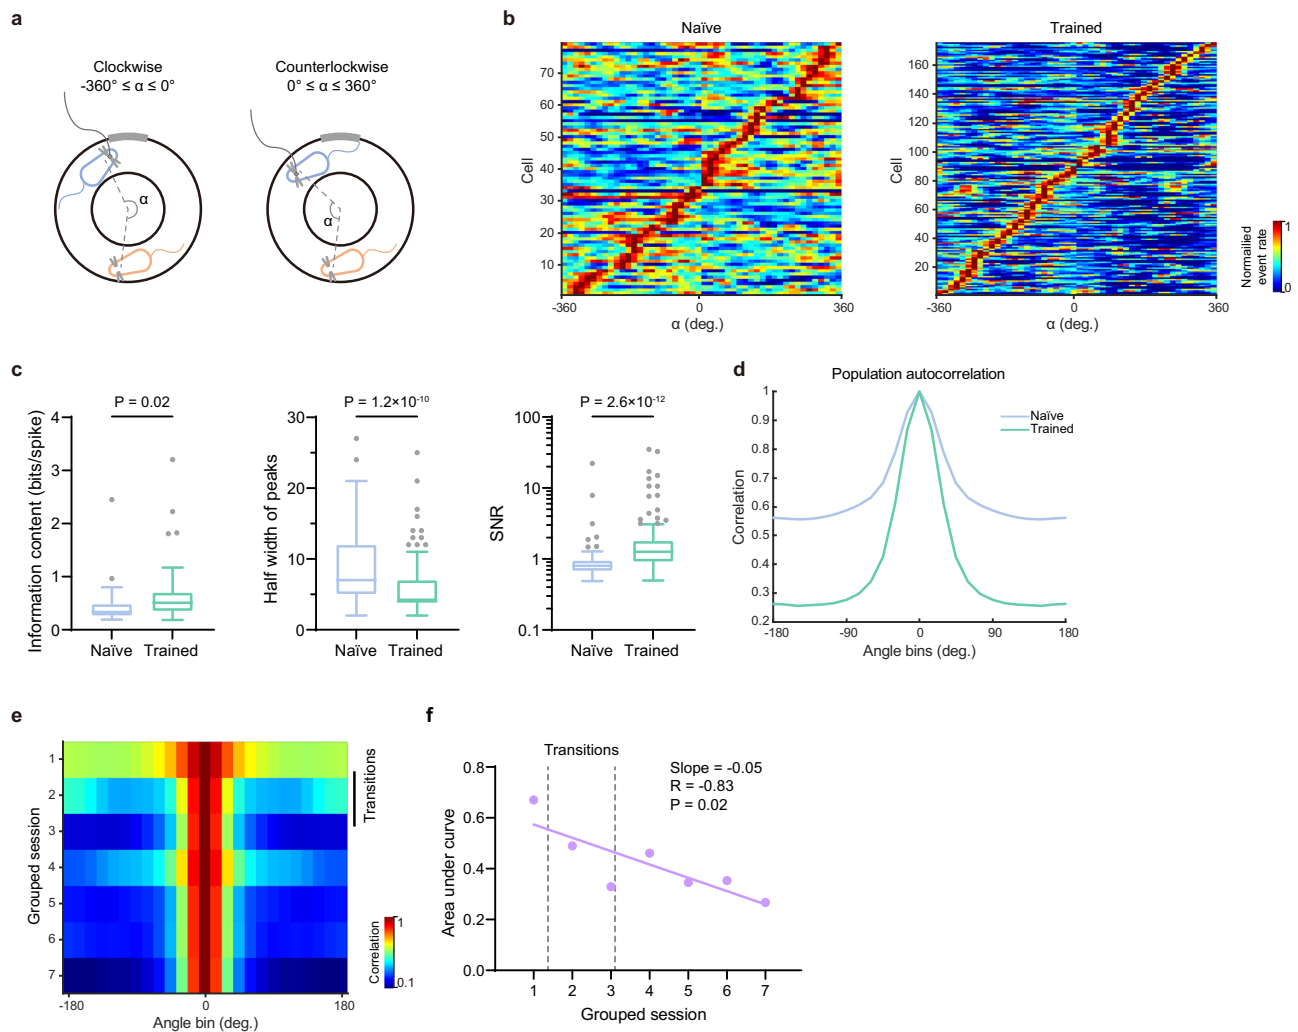 a
Clockwise
-360° ≤ α ≤ 0°
Counterlockwise
0° ≤ α ≤ 360°
α
α
b
Naïve
Trained
Cell
70
60
50
40
30
20
10
-360
0
360
α (deg.)
Cell
160
140
120
100
80
60
40
20
-360
0
360
α (deg.)
Normailied
event rate
1
0
c
P = 0.02
Information content (bits/spike)
4
3
2
1
0
Naïve
Trained
P = 1.2×10⁻¹⁰
Half width of peaks
30
20
10
0
Naïve
Trained
P = 2.6×10⁻¹²
SNR
100
10
1
0.1
Naïve
Trained
d
Population autocorrelation
Naïve
Trained
Correlation
1
0.9
0.8
0.7
0.6
0.5
0.4
0.3
0.2
-180
-90
0
90
180
Angle bins (deg.)
e
Grouped session
1
2
3
4
5
6
7
-180
0
180
Angle bin (deg.)
Transitions
Correlation
1
0.1
f
Transitions
Slope = -0.05
R = -0.83
P = 0.02
Area under curve
0.8
0.6
0.4
0.2
0.0
1
2
3
4
5
6
7
Grouped session